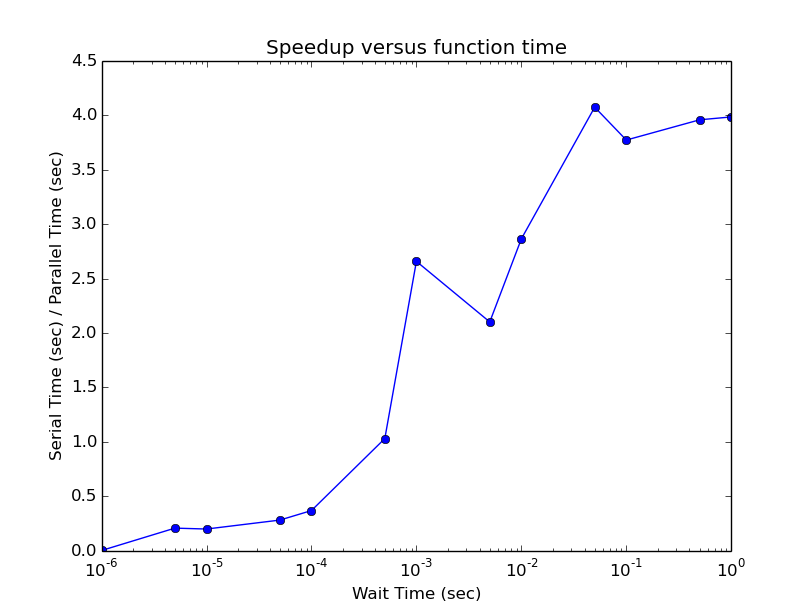 Speedup versus function time
Serial Time (sec) / Parallel Time (sec)
4.5
4.0
3.5
3.0
2.5
2.0
1.5
1.0
0.5
0.0
10^-6 10^-5 10^-4 10^-3 10^-2 10^-1 10^0
Wait Time (sec)